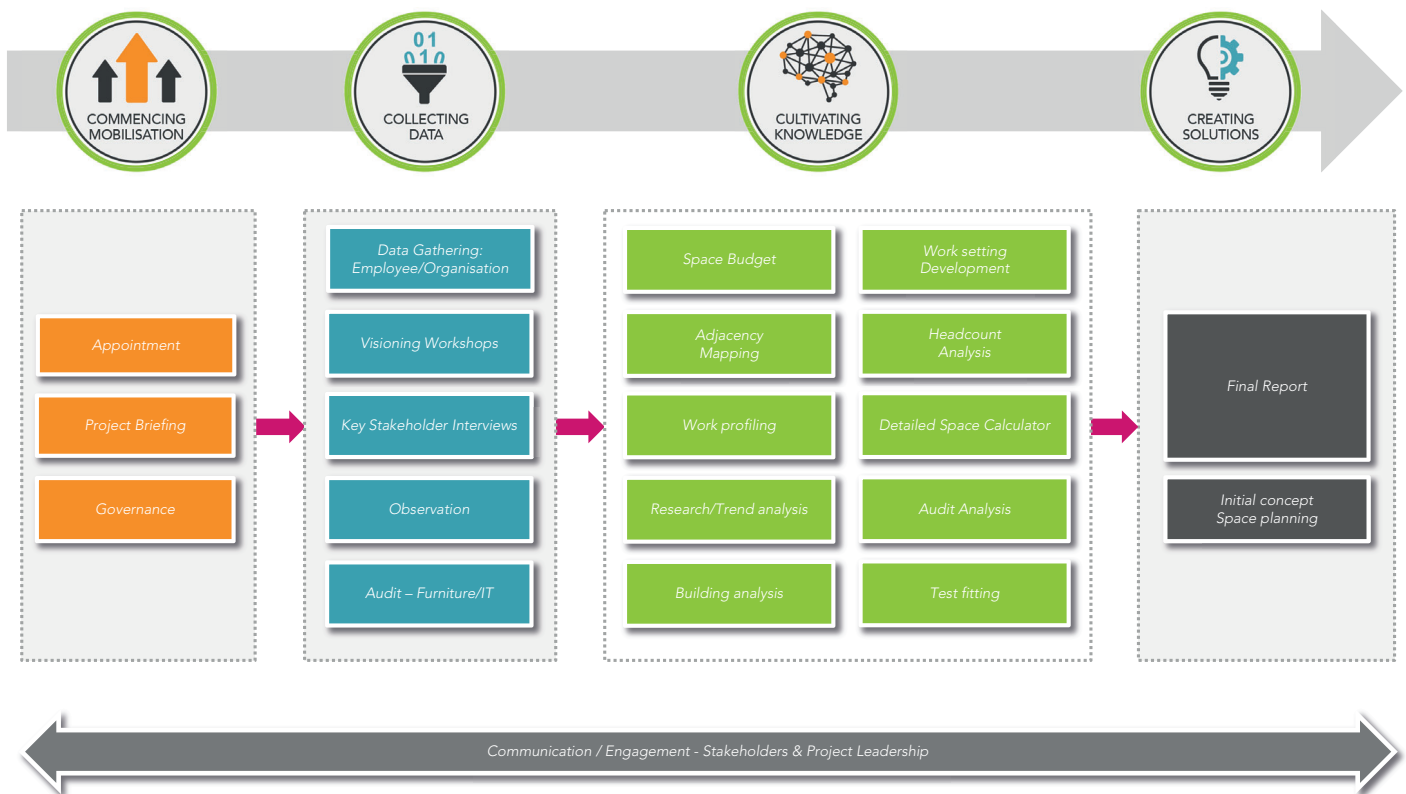 01
010
COMMENCING
MOBILISATION
COLLECTING
DATA
CULTIVATING
KNOWLEDGE
CREATING
SOLUTIONS
Appointment
Project Briefing
Governance
Data Gathering:
Employee/Organisation
Visioning Workshops
Key Stakeholder Interviews
Observation
Audit – Furniture/IT
Space Budget
Adjacency
Mapping
Work profiling
Research/Trend analysis
Building analysis
Work setting
Development
Headcount
Analysis
Detailed Space Calculator
Audit Analysis
Test fitting
Final Report
Initial concept
Space planning
Communication / Engagement - Stakeholders & Project Leadership